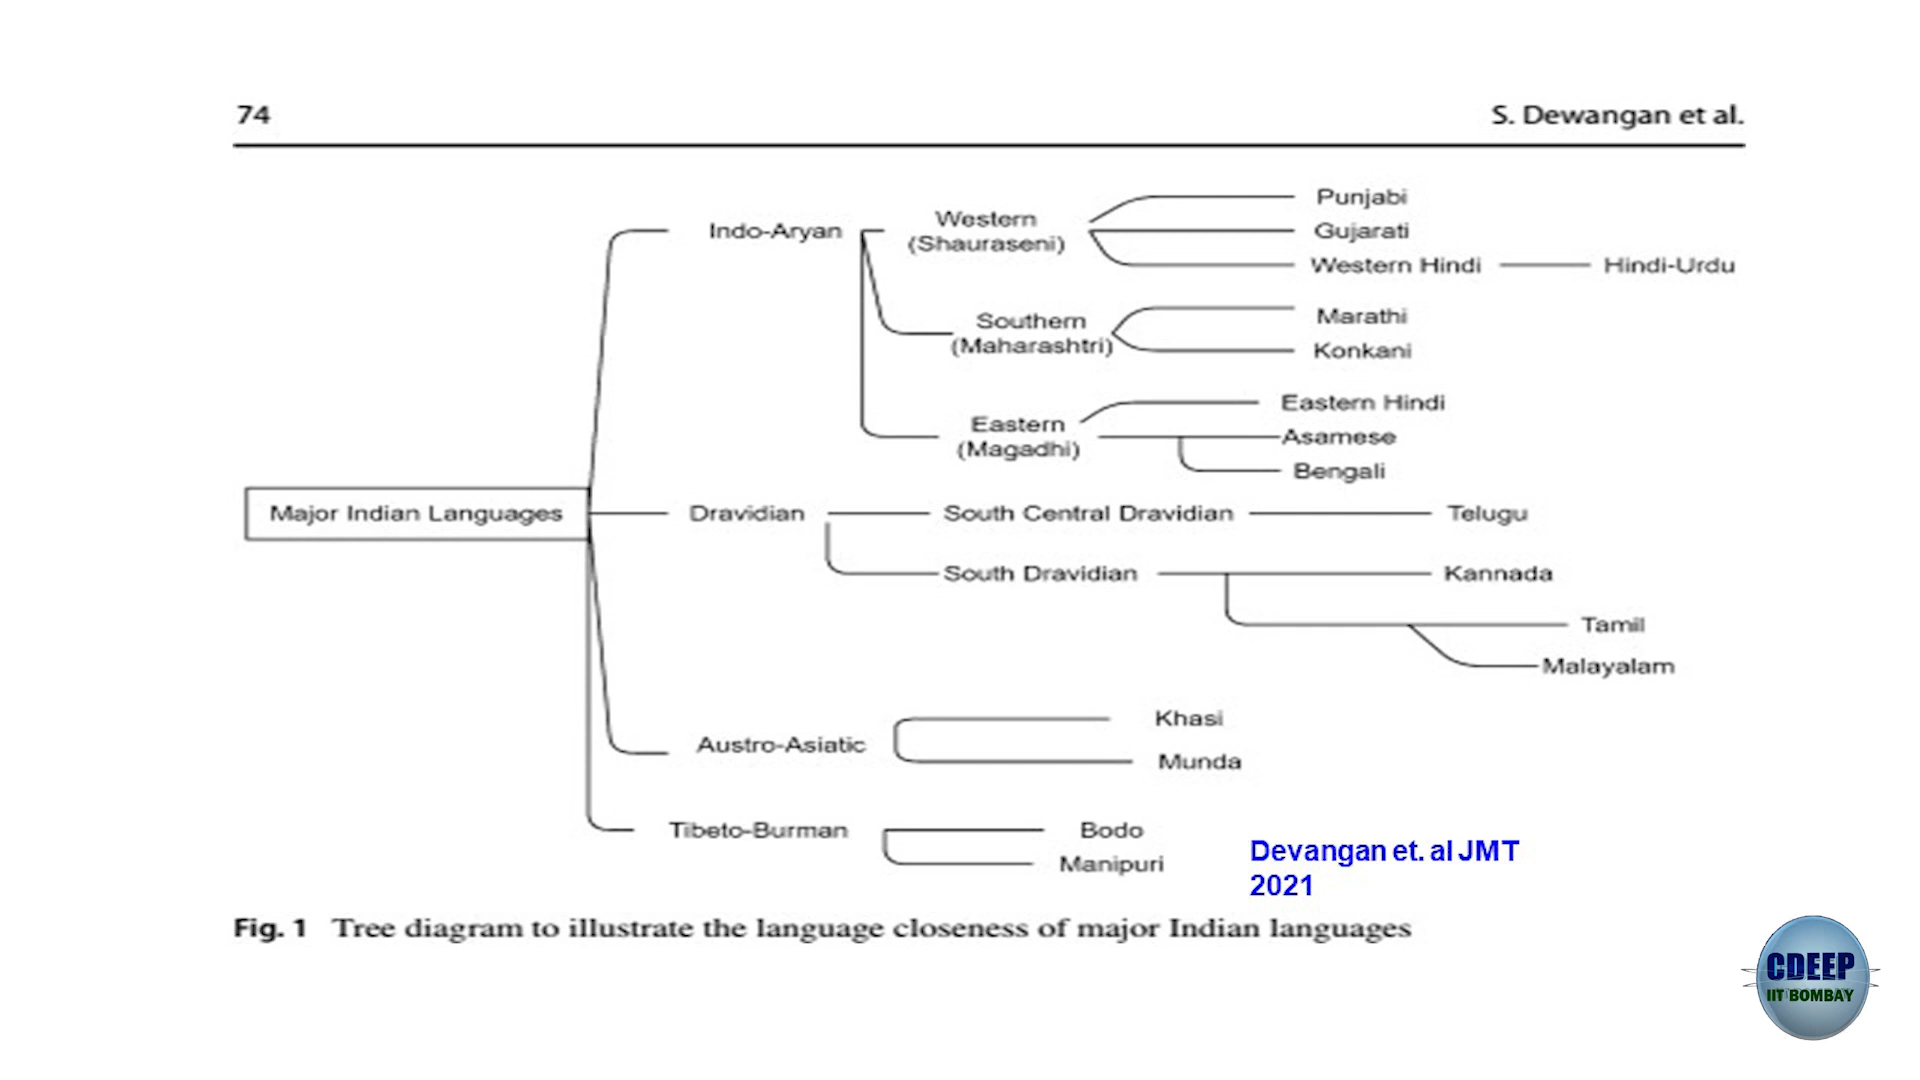 74
S. Dewangan et al.
Punjabi
Western
Indo-Aryan
(Shauraseni)
Gujarati
Western Hindi
Hindi-Urdu
Southern
Marathi
(Maharashtri)
Konkani
Eastern Hindi
Eastern
Asamese
(Magadhi)
Bengali
Major Indian Languages
Dravidian
South Central Dravidian
Telugu
South Dravidian
Kannada
Tamil
Malayalam
Khasi
Austro-Asiatic
Munda
Tibeto-Burman
Bodo
Manipuri
Devangan et. al JMT
2021
Fig. 1 Tree diagram to illustrate the language closeness of major Indian languages
CDEEP
IIT BOMBAY